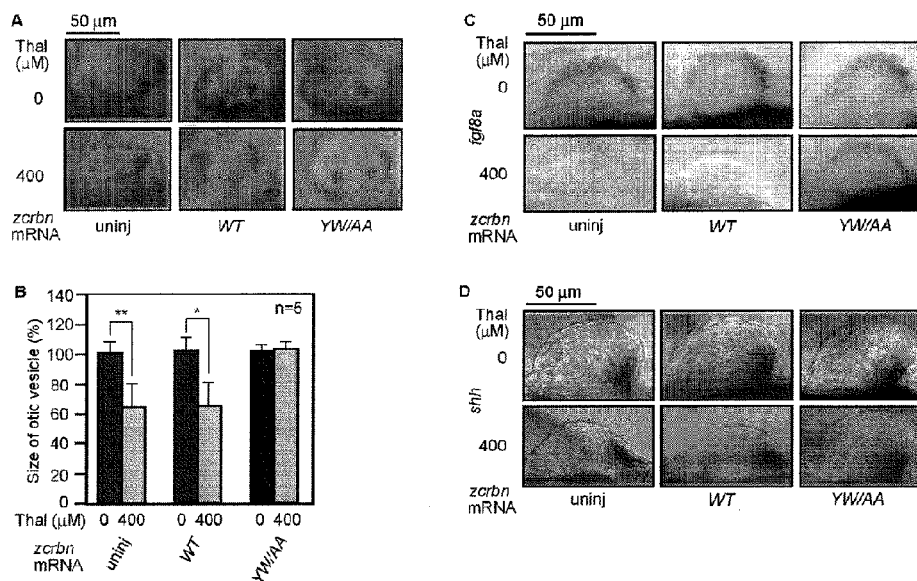 A
50 µm
Thal
(µM)
0
400
zcrbn
mRNA
uninj
WT
YW/AA
B
Size of otic vesicle (%)
140
120
100
80
60
40
20
0
**
*
n=5
Thal (µM)
0 400
0 400
0 400
zcrbn
mRNA
uninj
WT
YW/AA
C
50 µm
Thal
(µM)
0
fgf8a
400
zcrbn
mRNA
uninj
WT
YW/AA
D
50 µm
Thal
(µM)
0
shh
400
zcrbn
mRNA
uninj
WT
YW/AA